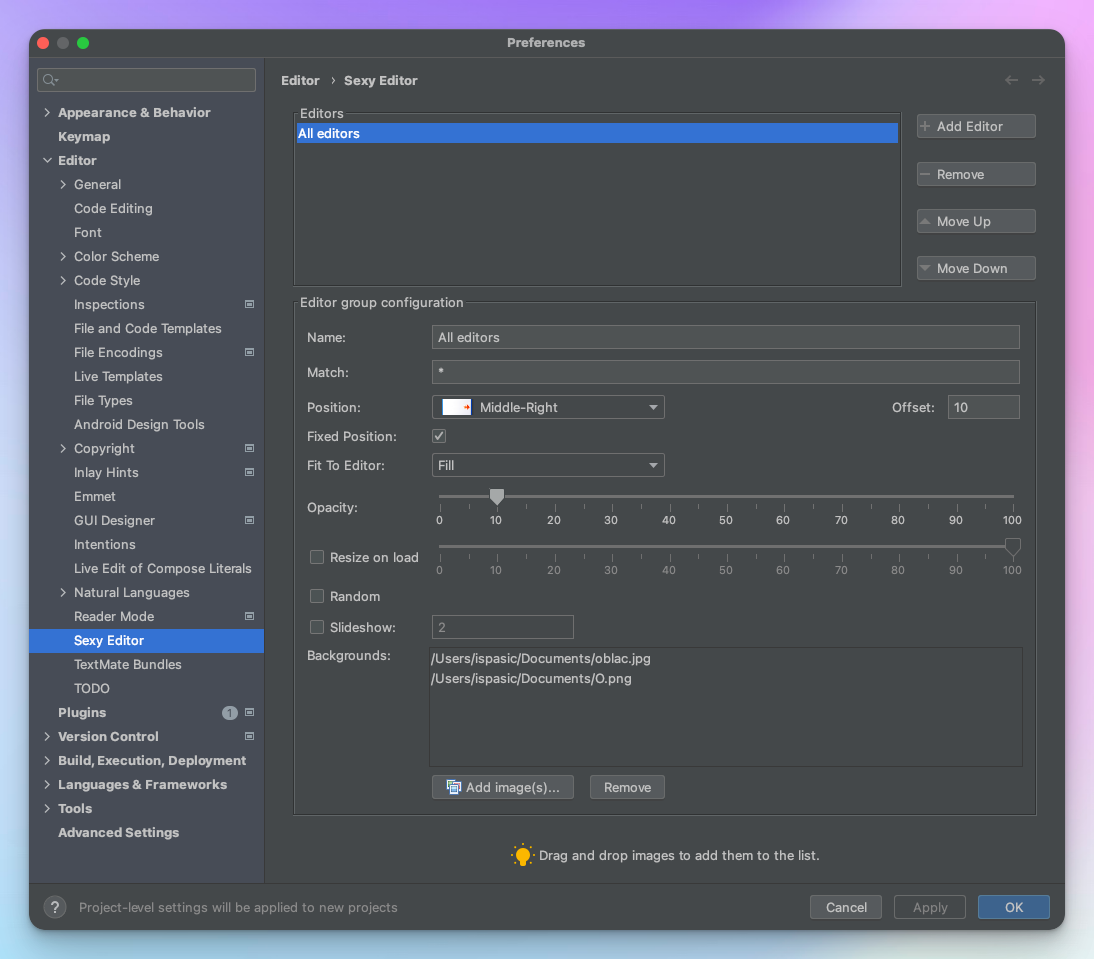 Preferences
Appearance & Behavior
Keymap
Editor
General
Code Editing
Font
Color Scheme
Code Style
Inspections
File and Code Templates
File Encodings
Live Templates
File Types
Android Design Tools
Copyright
Inlay Hints
Emmet
GUI Designer
Intentions
Live Edit of Compose Literals
Natural Languages
Reader Mode
Sexy Editor
TextMate Bundles
TODO
Plugins 1
Version Control
Build, Execution, Deployment
Languages & Frameworks
Tools
Advanced Settings
Editor › Sexy Editor
Editors
All editors
Add Editor
Remove
Move Up
Move Down
Editor group configuration
Name: All editors
Match: *
Position: Middle-Right Offset: 10
Fixed Position:
Fit To Editor: Fill
Opacity:
0 10 20 30 40 50 60 70 80 90 100
Resize on load
0 10 20 30 40 50 60 70 80 90 100
Random
Slideshow: 2
Backgrounds:
/Users/ispasic/Documents/oblac.jpg
/Users/ispasic/Documents/O.png
Add image(s)... Remove
Drag and drop images to add them to the list.
? Project-level settings will be applied to new projects
Cancel Apply OK